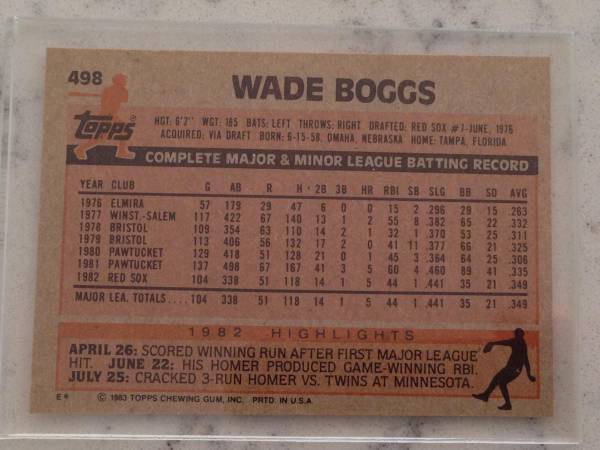 498
WADE BOGGS
Topps®
HGT: 6'2" WGT: 185 BATS: LEFT THROWS: RIGHT DRAFTED: RED SOX #7-JUNE, 1976
ACQUIRED: VIA DRAFT BORN: 6-15-58, OMAHA, NEBRASKA HOME: TAMPA, FLORIDA
COMPLETE MAJOR & MINOR LEAGUE BATTING RECORD
YEAR CLUB G AB R H 2B 3B HR RBI SB SLG BB SO AVG
1976 ELMIRA 57 179 29 47 6 0 0 15 2 .296 29 15 .263
1977 WINST.-SALEM 117 422 67 140 13 1 2 55 8 .382 65 22 .332
1978 BRISTOL 109 354 63 110 14 2 1 32 1 .370 53 25 .311
1979 BRISTOL 113 406 56 132 17 2 0 41 11 .377 66 21 .325
1980 PAWTUCKET 129 418 51 128 21 0 1 45 3 .364 64 25 .306
1981 PAWTUCKET 137 498 67 167 41 3 5 60 4 .460 89 41 .335
1982 RED SOX 104 338 51 118 14 1 5 44 1 .441 35 21 .349
MAJOR LEA. TOTALS.... 104 338 51 118 14 1 5 44 1 .441 35 21 .349
1982 HIGHLIGHTS
APRIL 26: SCORED WINNING RUN AFTER FIRST MAJOR LEAGUE
HIT. JUNE 22: HIS HOMER PRODUCED GAME-WINNING RBI.
JULY 25: CRACKED 3-RUN HOMER VS. TWINS AT MINNESOTA.
E* © 1983 TOPPS CHEWING GUM, INC. PRTD. IN U.S.A.